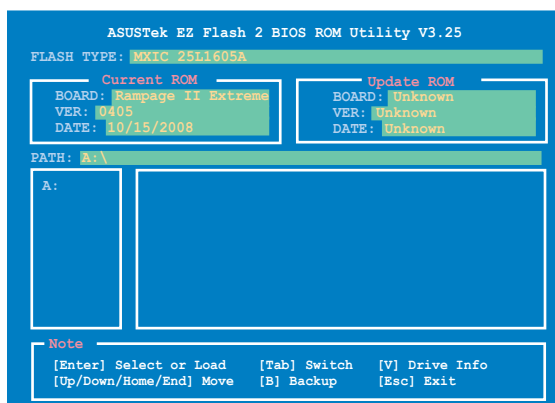 ASUSTek EZ Flash 2 BIOS ROM Utility V3.25
FLASH TYPE: MXIC 25L1605A
Current ROM
BOARD: Rampage II Extreme
VER: 0405
DATE: 10/15/2008
Update ROM
BOARD: Unknown
VER: Unknown
DATE: Unknown
PATH: A:\
A:
Note
[Enter] Select or Load [Tab] Switch [V] Drive Info
[Up/Down/Home/End] Move [B] Backup [Esc] Exit